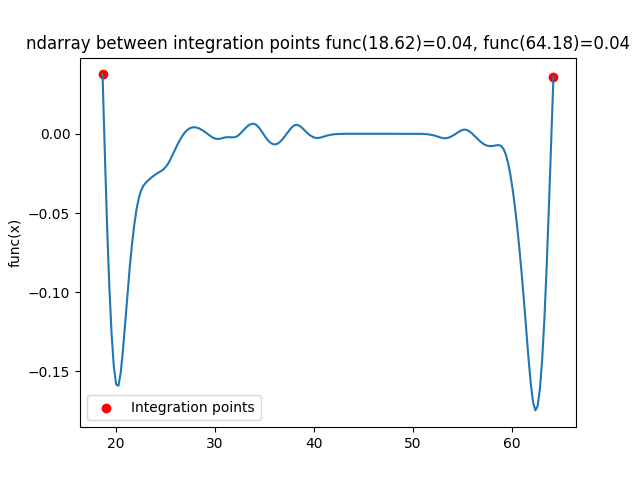 ndarray between integration points func(18.62)=0.04, func(64.18)=0.04
0.00
−0.05
−0.10
−0.15
func(x)
Integration points
20 30 40 50 60